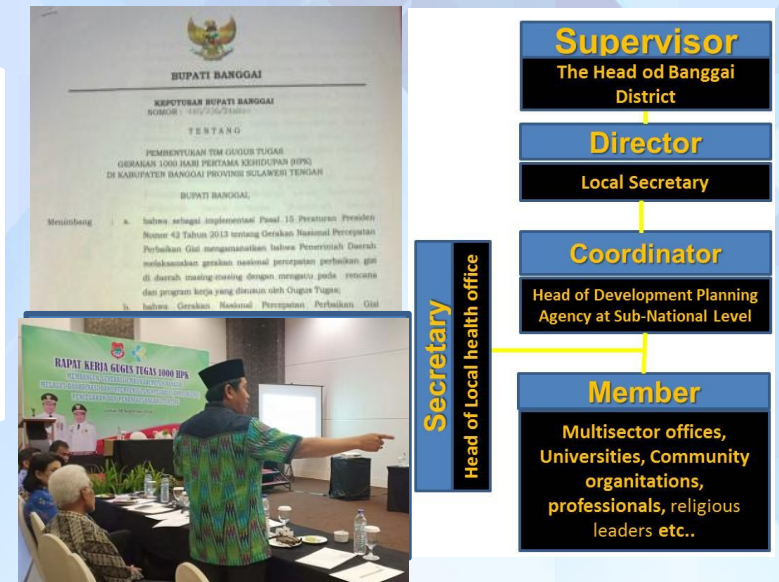 BUPATI BANGGAI
KEPUTUSAN BUPATI BANGGAI
NOMOR :
TENTANG
PEMBENTUKAN TIM GUGUS TUGAS
GERAKAN 1000 HARI PERTAMA KEHIDUPAN (HPK)
DI KABUPATEN BANGGAI PROVINSI SULAWESI TENGAH
BUPATI BANGGAI,
Menimbang : a. bahwa sebagai implementasi Pasal 15 Peraturan Presiden
Nomor 42 Tahun 2013 tentang Gerakan Nasional Percepatan
Perbaikan Gizi mengamanatkan bahwa Pemerintah Daerah
melaksanakan gerakan nasional percepatan perbaikan gizi
di daerah masing-masing dengan mengacu pada rencana
dan program kerja yang disusun oleh Gugus Tugas;
b. bahwa Gerakan Nasional Percepatan Perbaikan Gizi
RAPAT KERJA GUGUS TUGAS 1000 HPK
Supervisor
The Head od Banggai
District
Director
Local Secretary
Coordinator
Head of Development Planning
Agency at Sub-National Level
Secretary
Head of Local health office
Member
Multisector offices,
Universities, Community
organitations,
professionals, religious
leaders etc..